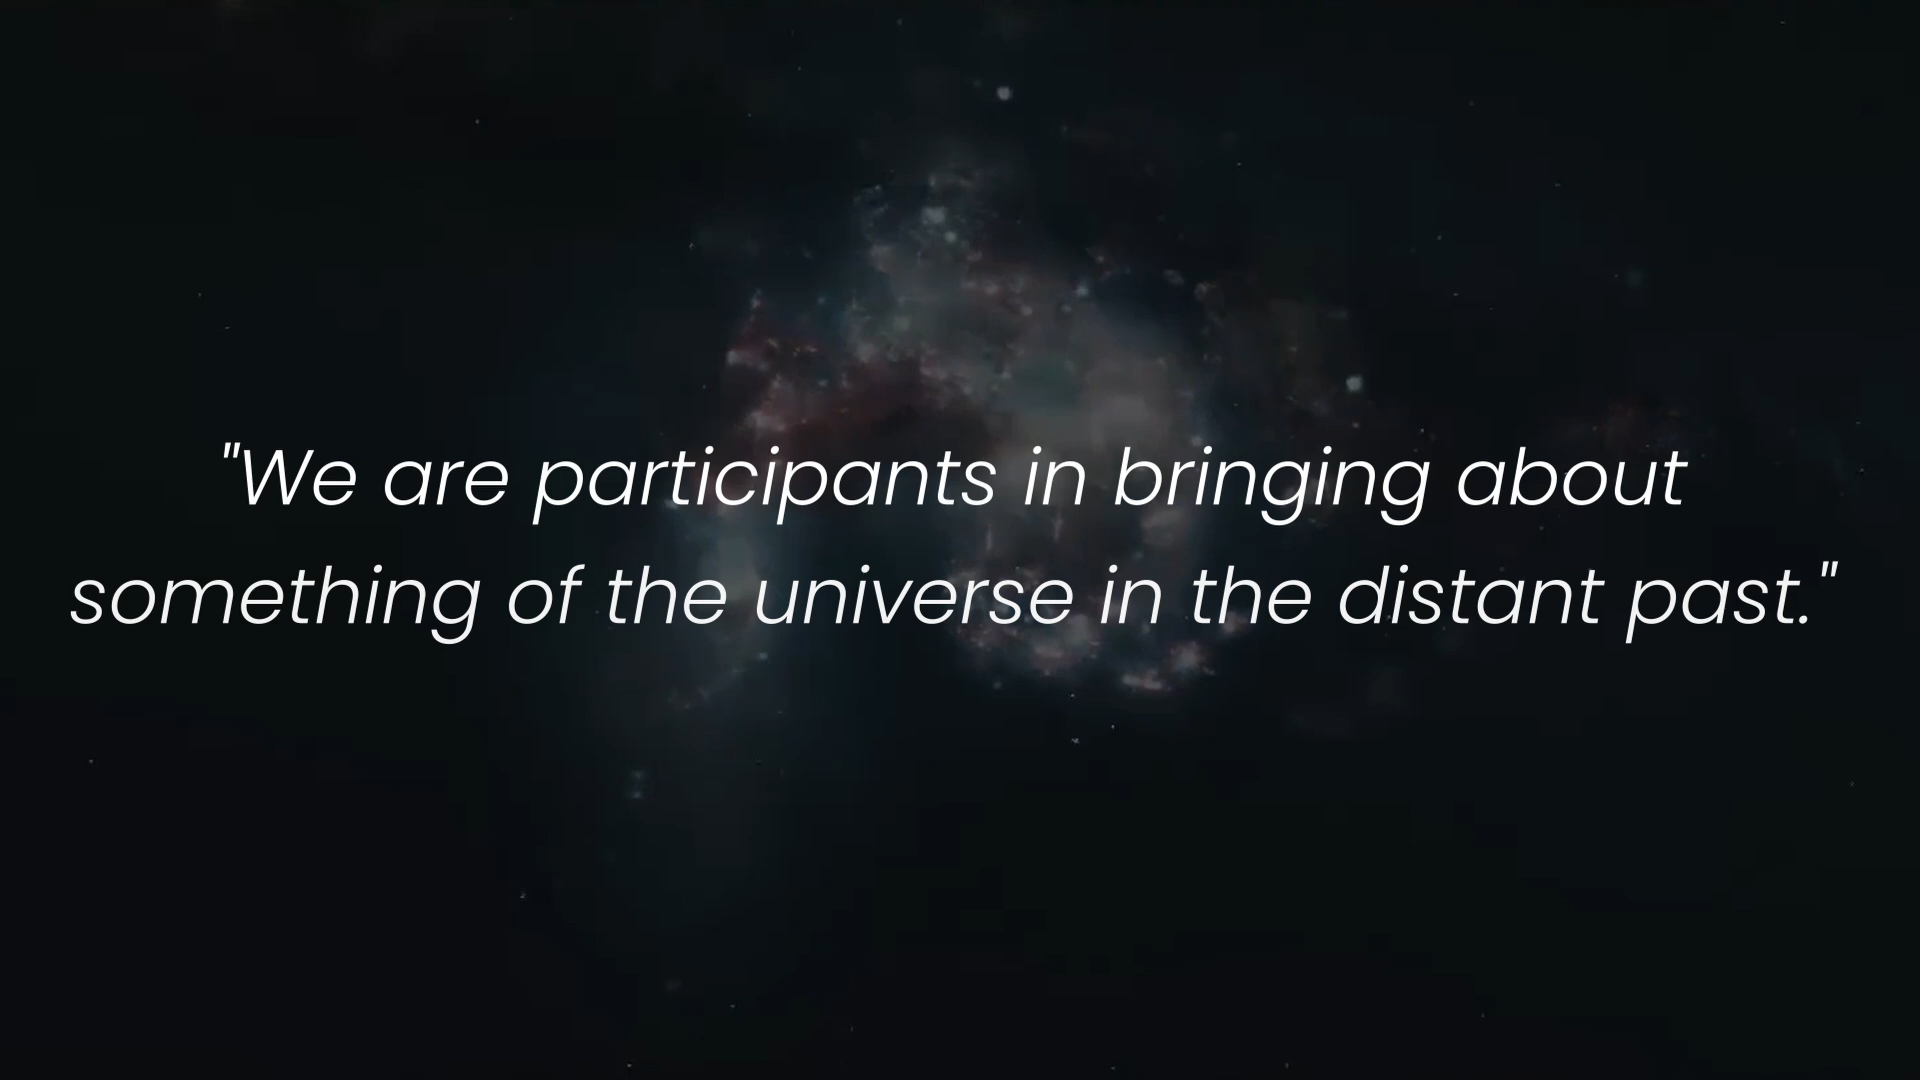 "We are participants in bringing about
something of the universe in the distant past."